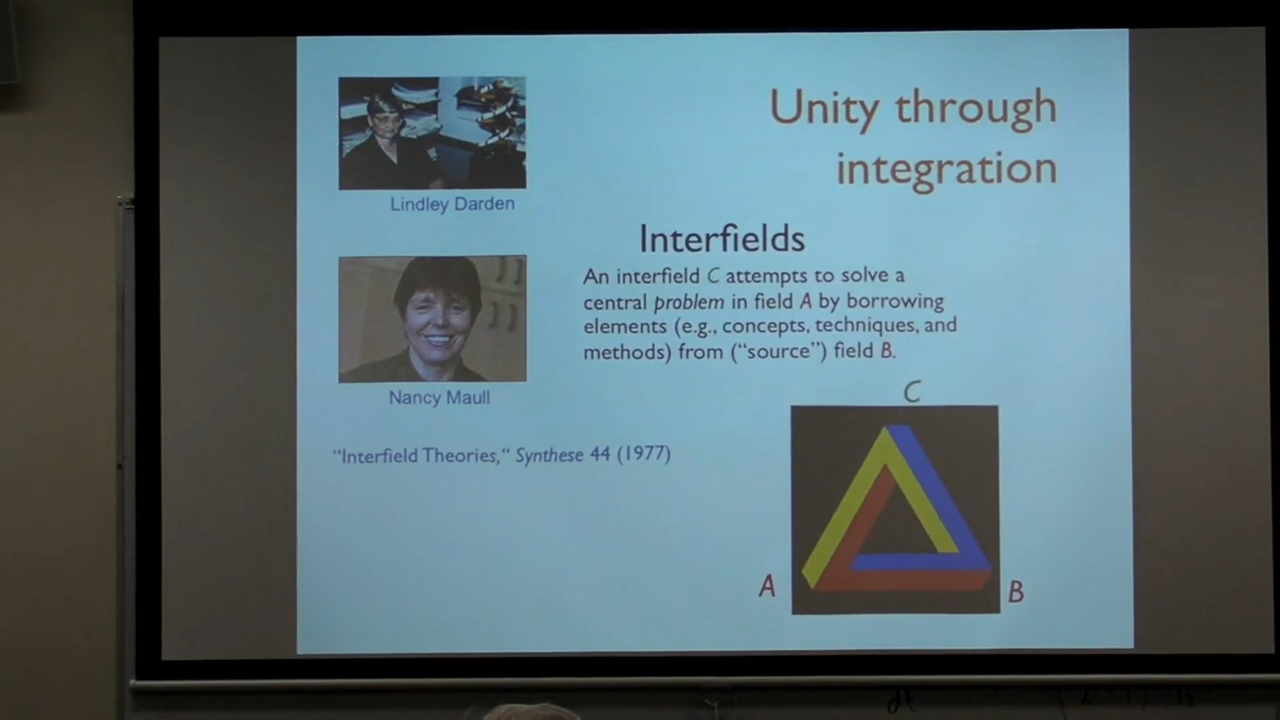 Unity through
integration
Lindley Darden
Interfields
An interfield C attempts to solve a
central problem in field A by borrowing
elements (e.g., concepts, techniques, and
methods) from (“source”) field B.
Nancy Maull
"Interfield Theories,“ Synthese 44 (1977)
C
A
B
dt